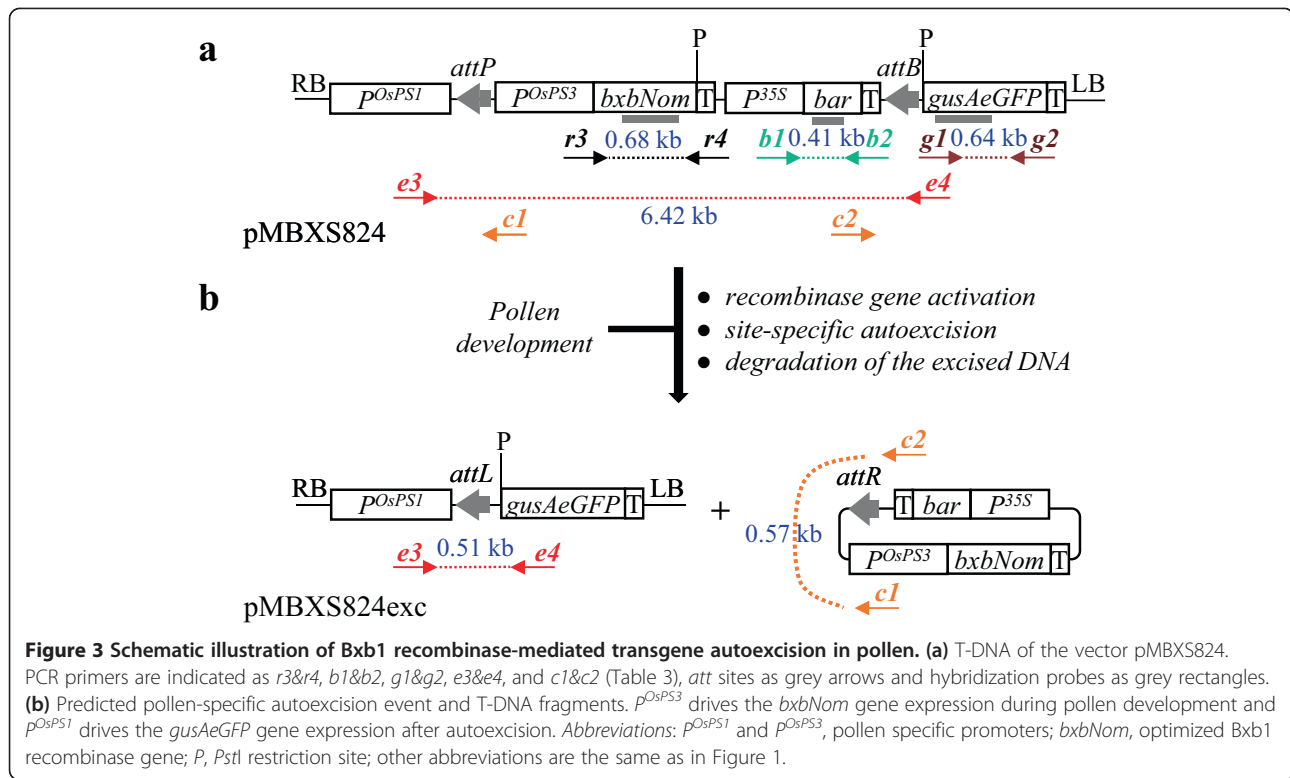 a
RB P^OsPS1 attP P^OsPS3 bxbNom P T P^35S bar T attB P gusAeGFP T LB
r3 0.68 kb r4 b1 0.41 kb b2 g1 0.64 kb g2
e3 6.42 kb e4
pMBXS824 c1 c2
b
Pollen development
● recombinase gene activation
● site-specific autoexcision
● degradation of the excised DNA
RB P^OsPS1 attL P gusAeGFP T LB
e3 0.51 kb e4
pMBXS824exc
+
c2
attR T bar P^35S
0.57 kb
P^OsPS3 bxbNom T
c1
Figure 3 Schematic illustration of Bxb1 recombinase-mediated transgene autoexcision in pollen. (a) T-DNA of the vector pMBXS824.
PCR primers are indicated as r3&r4, b1&b2, g1&g2, e3&e4, and c1&c2 (Table 3), att sites as grey arrows and hybridization probes as grey rectangles.
(b) Predicted pollen-specific autoexcision event and T-DNA fragments. P^OsPS3 drives the bxbNom gene expression during pollen development and
P^OsPS1 drives the gusAeGFP gene expression after autoexcision. Abbreviations: P^OsPS1 and P^OsPS3, pollen specific promoters; bxbNom, optimized Bxb1
recombinase gene; P, PstI restriction site; other abbreviations are the same as in Figure 1.